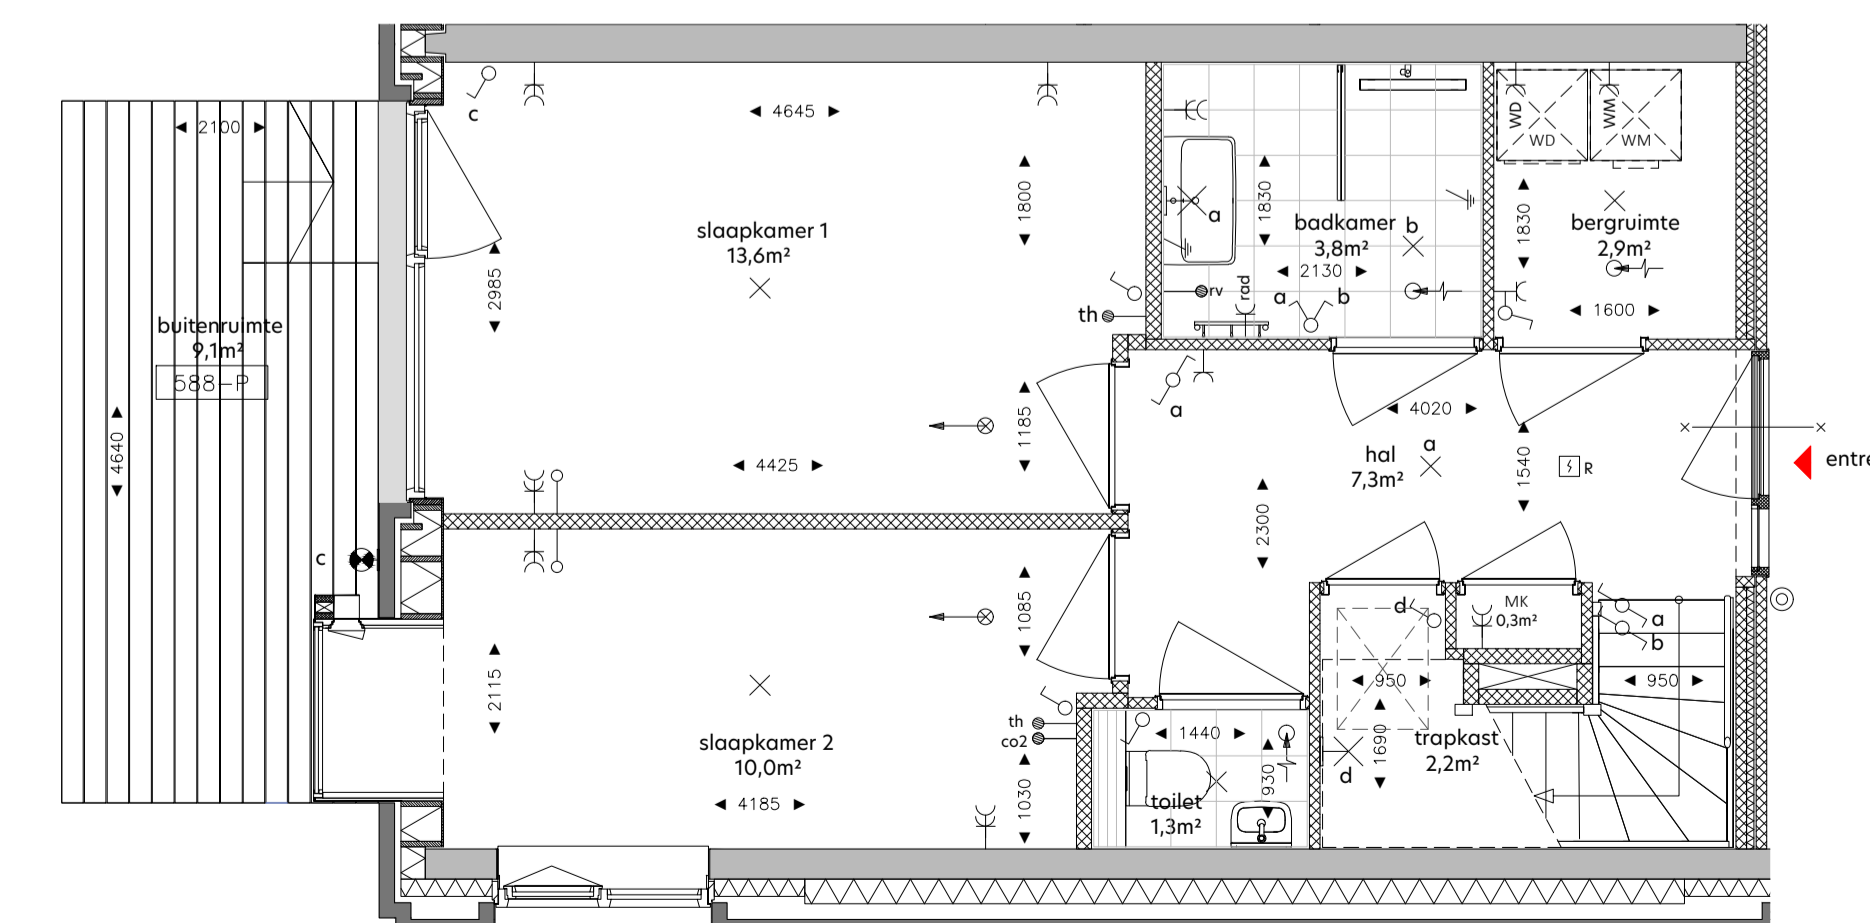 c
4645
2100
WD
WM
WD
WM
1800
1830
a
badkamer
b
3,8m²
1830
bergruimte
2,9m²
slaapkamer 1
13,6m²
2985
2130
rv
rad
a
b
th
1600
buitenruimte
9,1m²
588-P
4640
a
1185
4020
4425
hal
7,3m²
a
1540
R
entre
2300
c
1085
d
MK
0,3m²
a
b
2115
950
950
th
co2
slaapkamer 2
10,0m²
4185
1030
1440
930
toilet
1,3m²
1690
trapkast
2,2m²
d